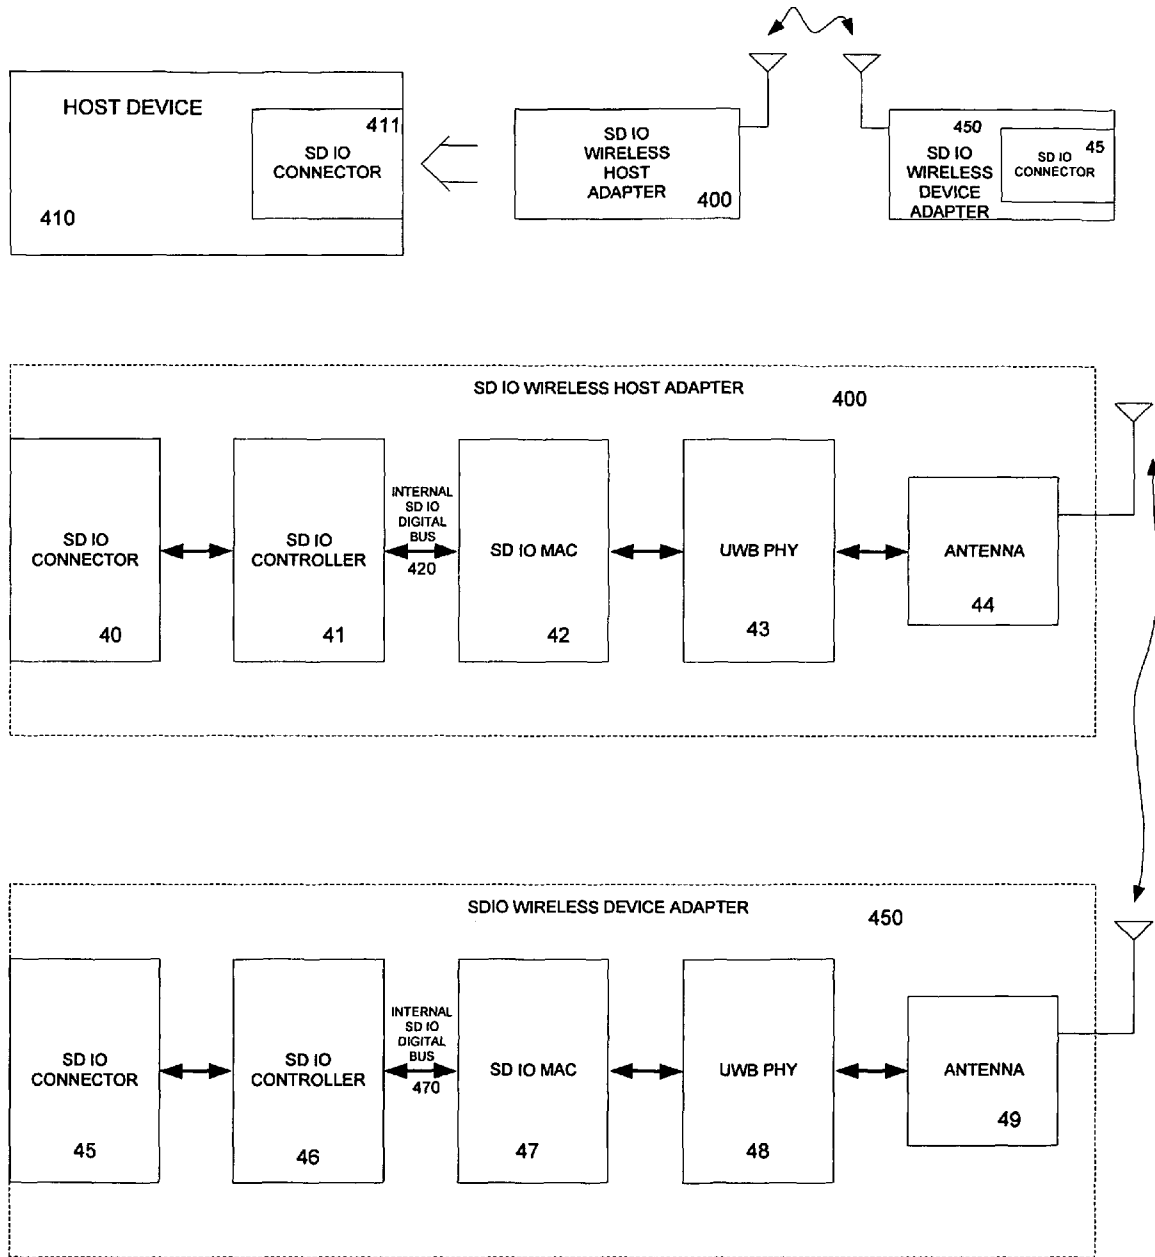 HOST DEVICE
411
SD IO
CONNECTOR
410
SD IO
WIRELESS
HOST
ADAPTER
400
450
SD IO
WIRELESS
DEVICE
ADAPTER
45
SD IO
CONNECTOR
SD IO WIRELESS HOST ADAPTER
400
SD IO
CONNECTOR
40
SD IO
CONTROLLER
41
INTERNAL
SD IO
DIGITAL
BUS
420
SD IO MAC
42
UWB PHY
43
ANTENNA
44
SDIO WIRELESS DEVICE ADAPTER
450
SD IO
CONNECTOR
45
SD IO
CONTROLLER
46
INTERNAL
SD IO
DIGITAL
BUS
470
SD IO MAC
47
UWB PHY
48
ANTENNA
49